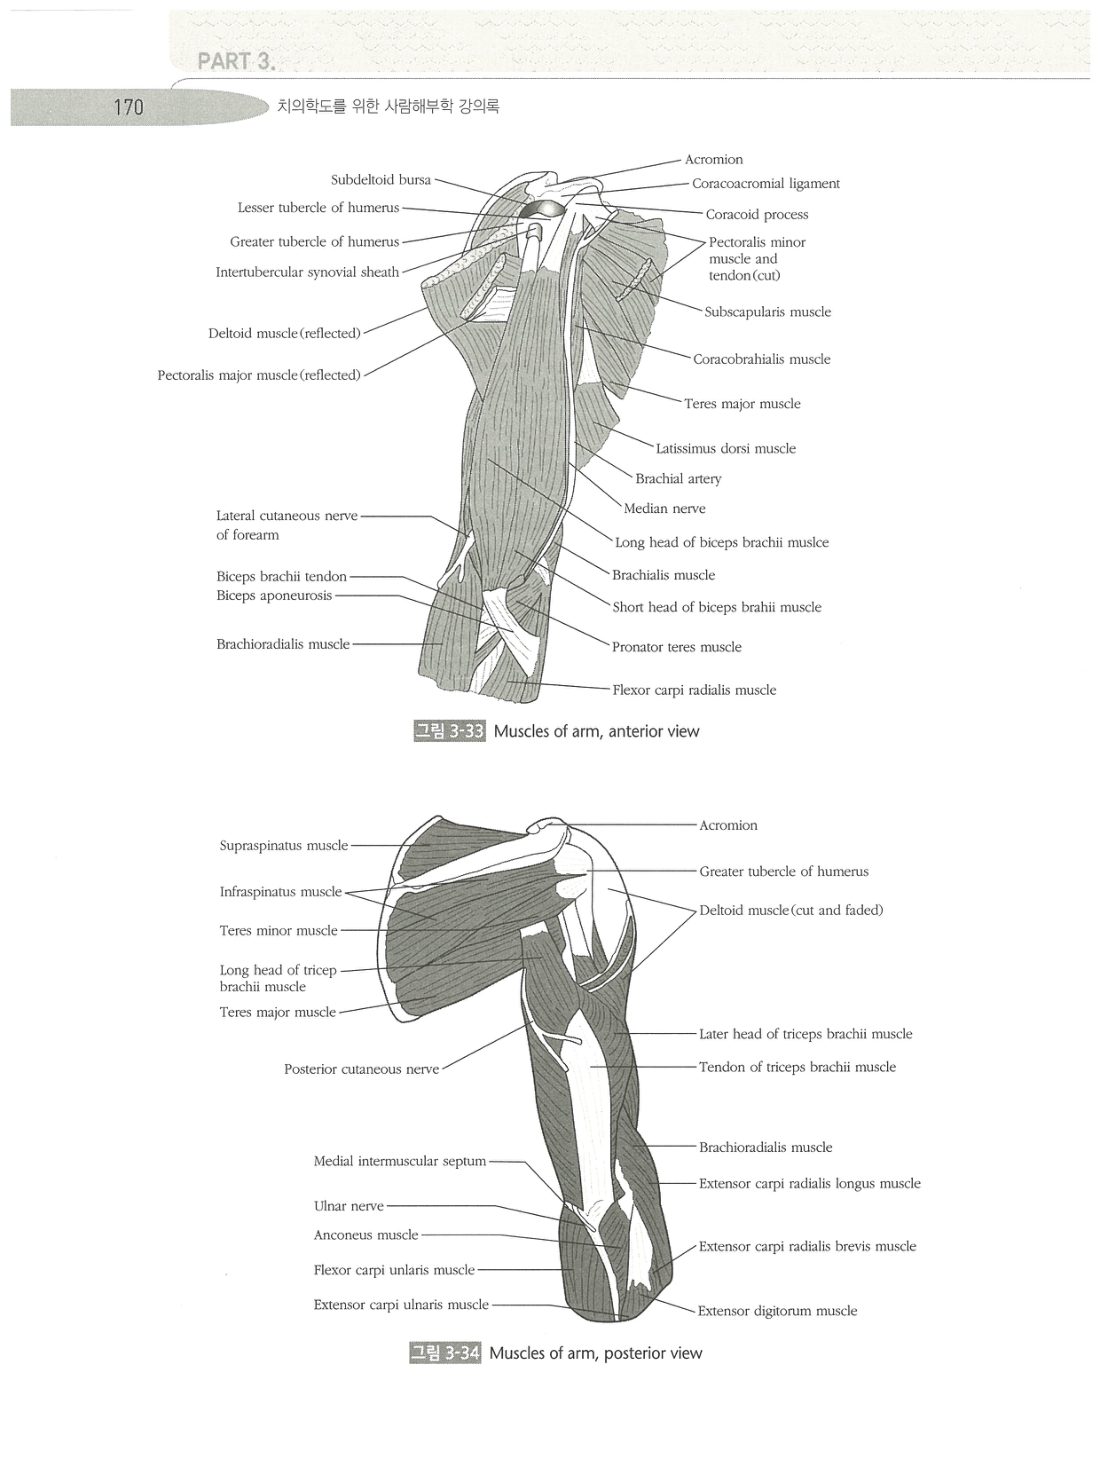 PART 3.
170
치의학도를 위한 사람해부학 강의록
Subdeltoid bursa
Lesser tubercle of humerus
Greater tubercle of humerus
Intertubercular synovial sheath
Deltoid muscle(reflected)
Pectoralis major muscle(reflected)
Lateral cutaneous nerve
of forearm
Biceps brachii tendon
Biceps aponeurosis
Brachioradialis muscle
Acromion
Coracoacromial ligament
Coracoid process
Pectoralis minor
muscle and
tendon(cut)
Subscapularis muscle
Coracobrahialis muscle
Teres major muscle
Latissimus dorsi muscle
Brachial artery
Median nerve
Long head of biceps brachii muslce
Brachialis muscle
Short head of biceps brahii muscle
Pronator teres muscle
Flexor carpi radialis muscle
그림 3-33 Muscles of arm, anterior view
Supraspinatus muscle
Infraspinatus muscle
Teres minor muscle
Long head of tricep
brachii muscle
Teres major muscle
Posterior cutaneous nerve
Medial intermuscular septum
Ulnar nerve
Anconeus muscle
Flexor carpi unlaris muscle
Extensor carpi ulnaris muscle
Acromion
Greater tubercle of humerus
Deltoid muscle(cut and faded)
Later head of triceps brachii muscle
Tendon of triceps brachii muscle
Brachioradialis muscle
Extensor carpi radialis longus muscle
Extensor carpi radialis brevis muscle
Extensor digitorum muscle
그림 3-34 Muscles of arm, posterior view